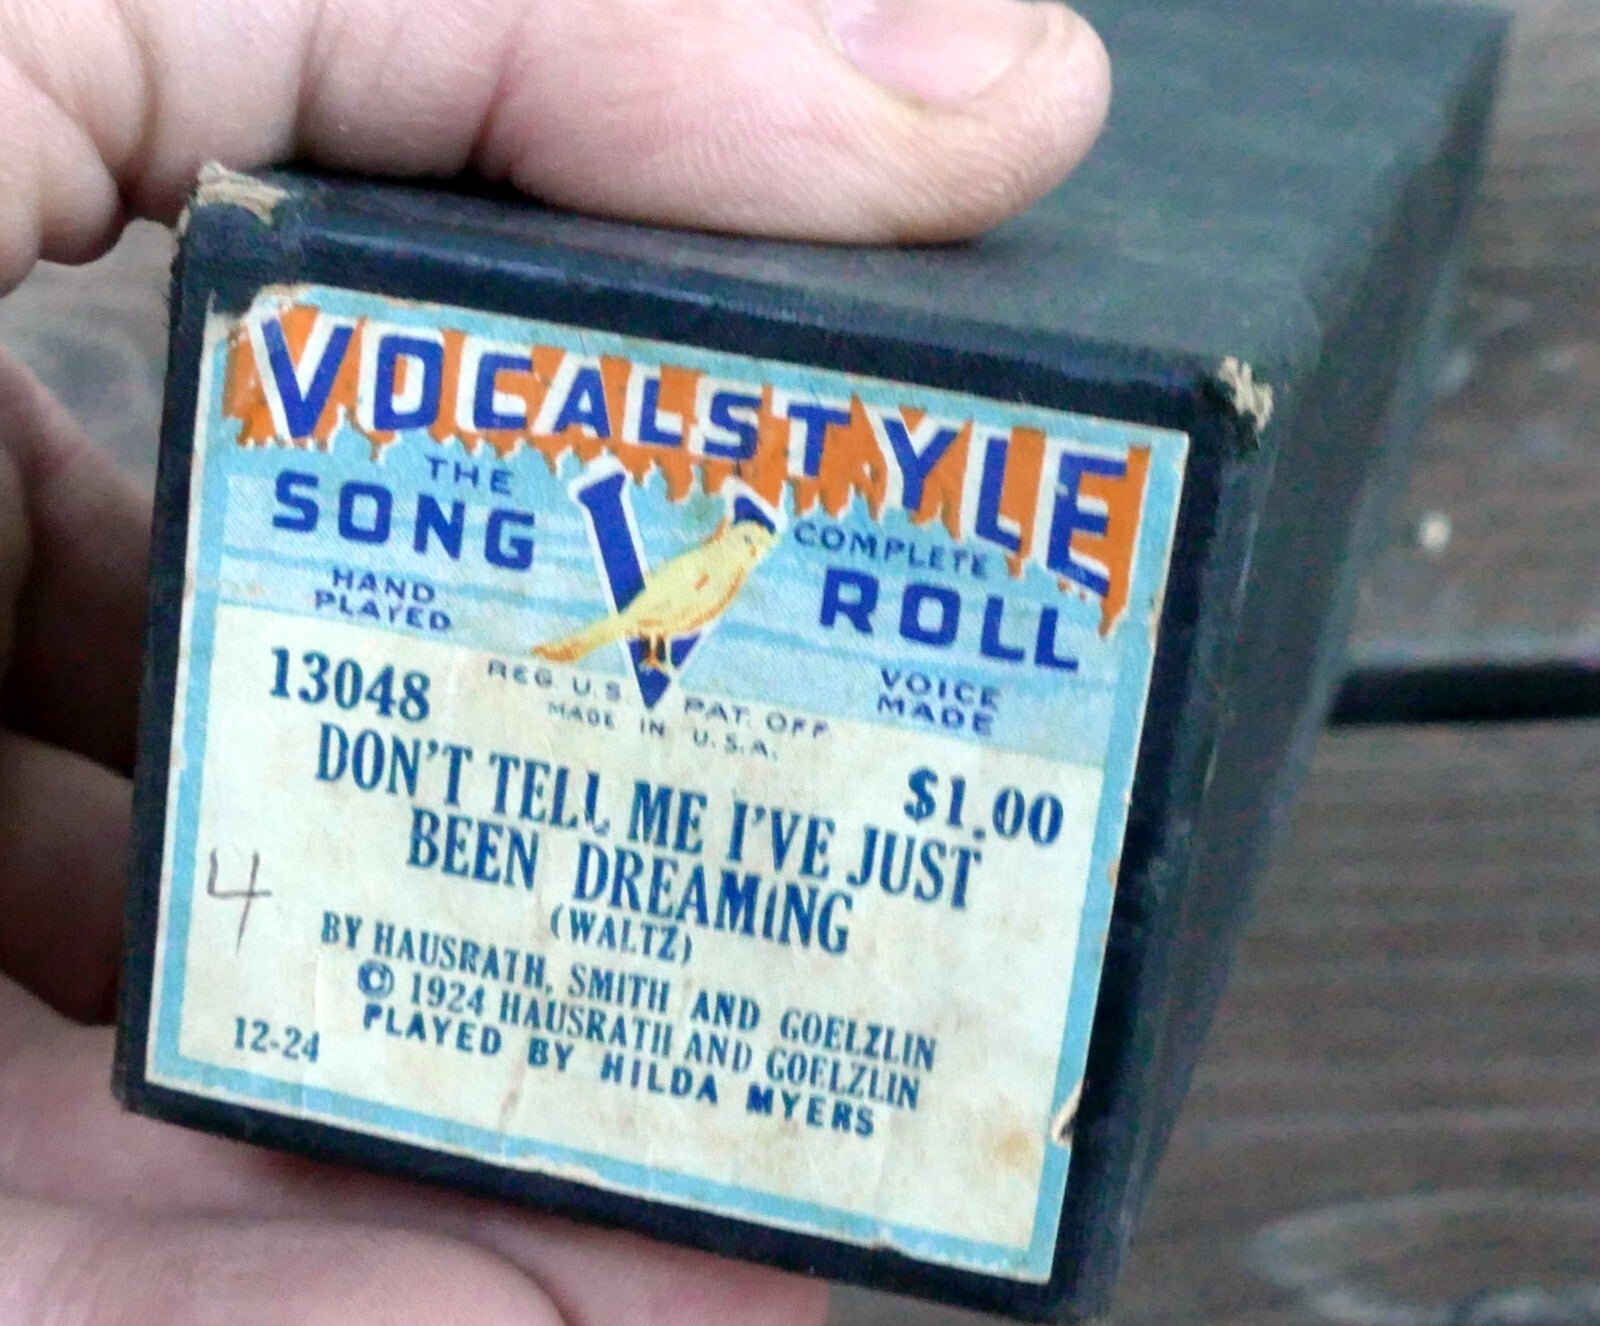 VOCALSTYLE
THE
SONG
HAND
PLAYED
V
COMPLETE
ROLL
VOICE
MADE
REG U.S. PAT. OFF.
MADE IN U.S.A.
13048
$1.00
DON'T TELL ME I'VE JUST
BEEN DREAMING
(WALTZ)
BY HAUSRATH, SMITH AND GOELZLIN
© 1924 HAUSRATH AND GOELZLIN
12-24
PLAYED BY HILDA MYERS
4